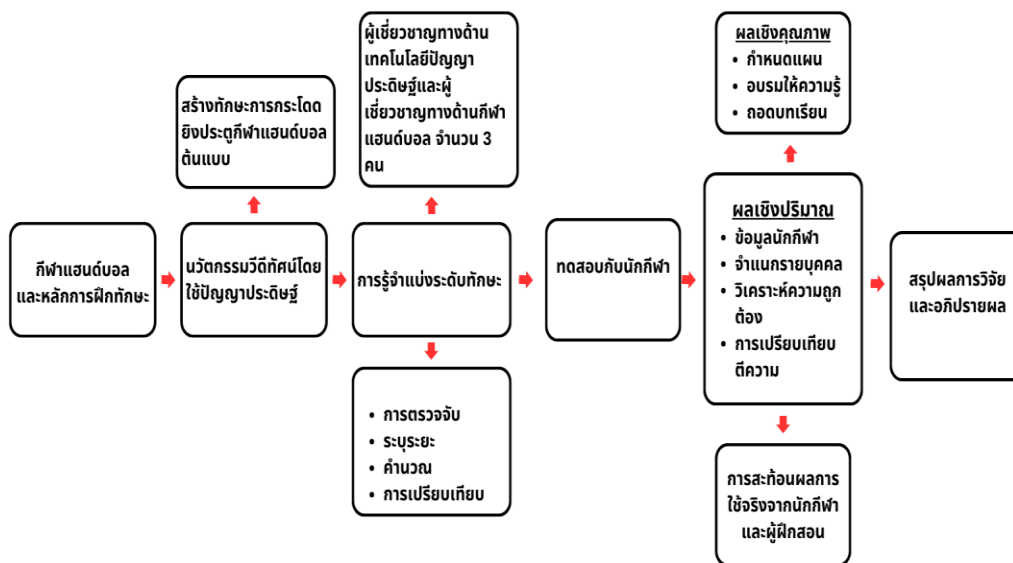 กีฬาแฮนด์บอล
และหลักการฝึกทักษะ
สร้างทักษะการกระโดด
ยิงประตูกีฬาแฮนด์บอล
ต้นแบบ
นวัตกรรมวีดีทัศน์โดย
ใช้ปัญญาประดิษฐ์
ผู้เชี่ยวชาญทางด้าน
เทคโนโลยีปัญญา
ประดิษฐ์และผู้
เชี่ยวชาญทางด้านกีฬา
แฮนด์บอล จำนวน 3
คน
การรู้จำแบ่งระดับทักษะ
• การตรวจจับ
• ระบุระยะ
• คำนวณ
• การเปรียบเทียบ
ทดสอบกับนักกีฬา
ผลเชิงคุณภาพ
• กำหนดแผน
• อบรมให้ความรู้
• ถอดบทเรียน
ผลเชิงปริมาณ
• ข้อมูลนักกีฬา
• จำแนกรายบุคคล
• วิเคราะห์ความถูก
ต้อง
• การเปรียบเทียบ
ตีความ
การสะท้อนผลการ
ใช้จริงจากนักกีฬา
และผู้ฝึกสอน
สรุปผลการวิจัย
และอภิปรายผล